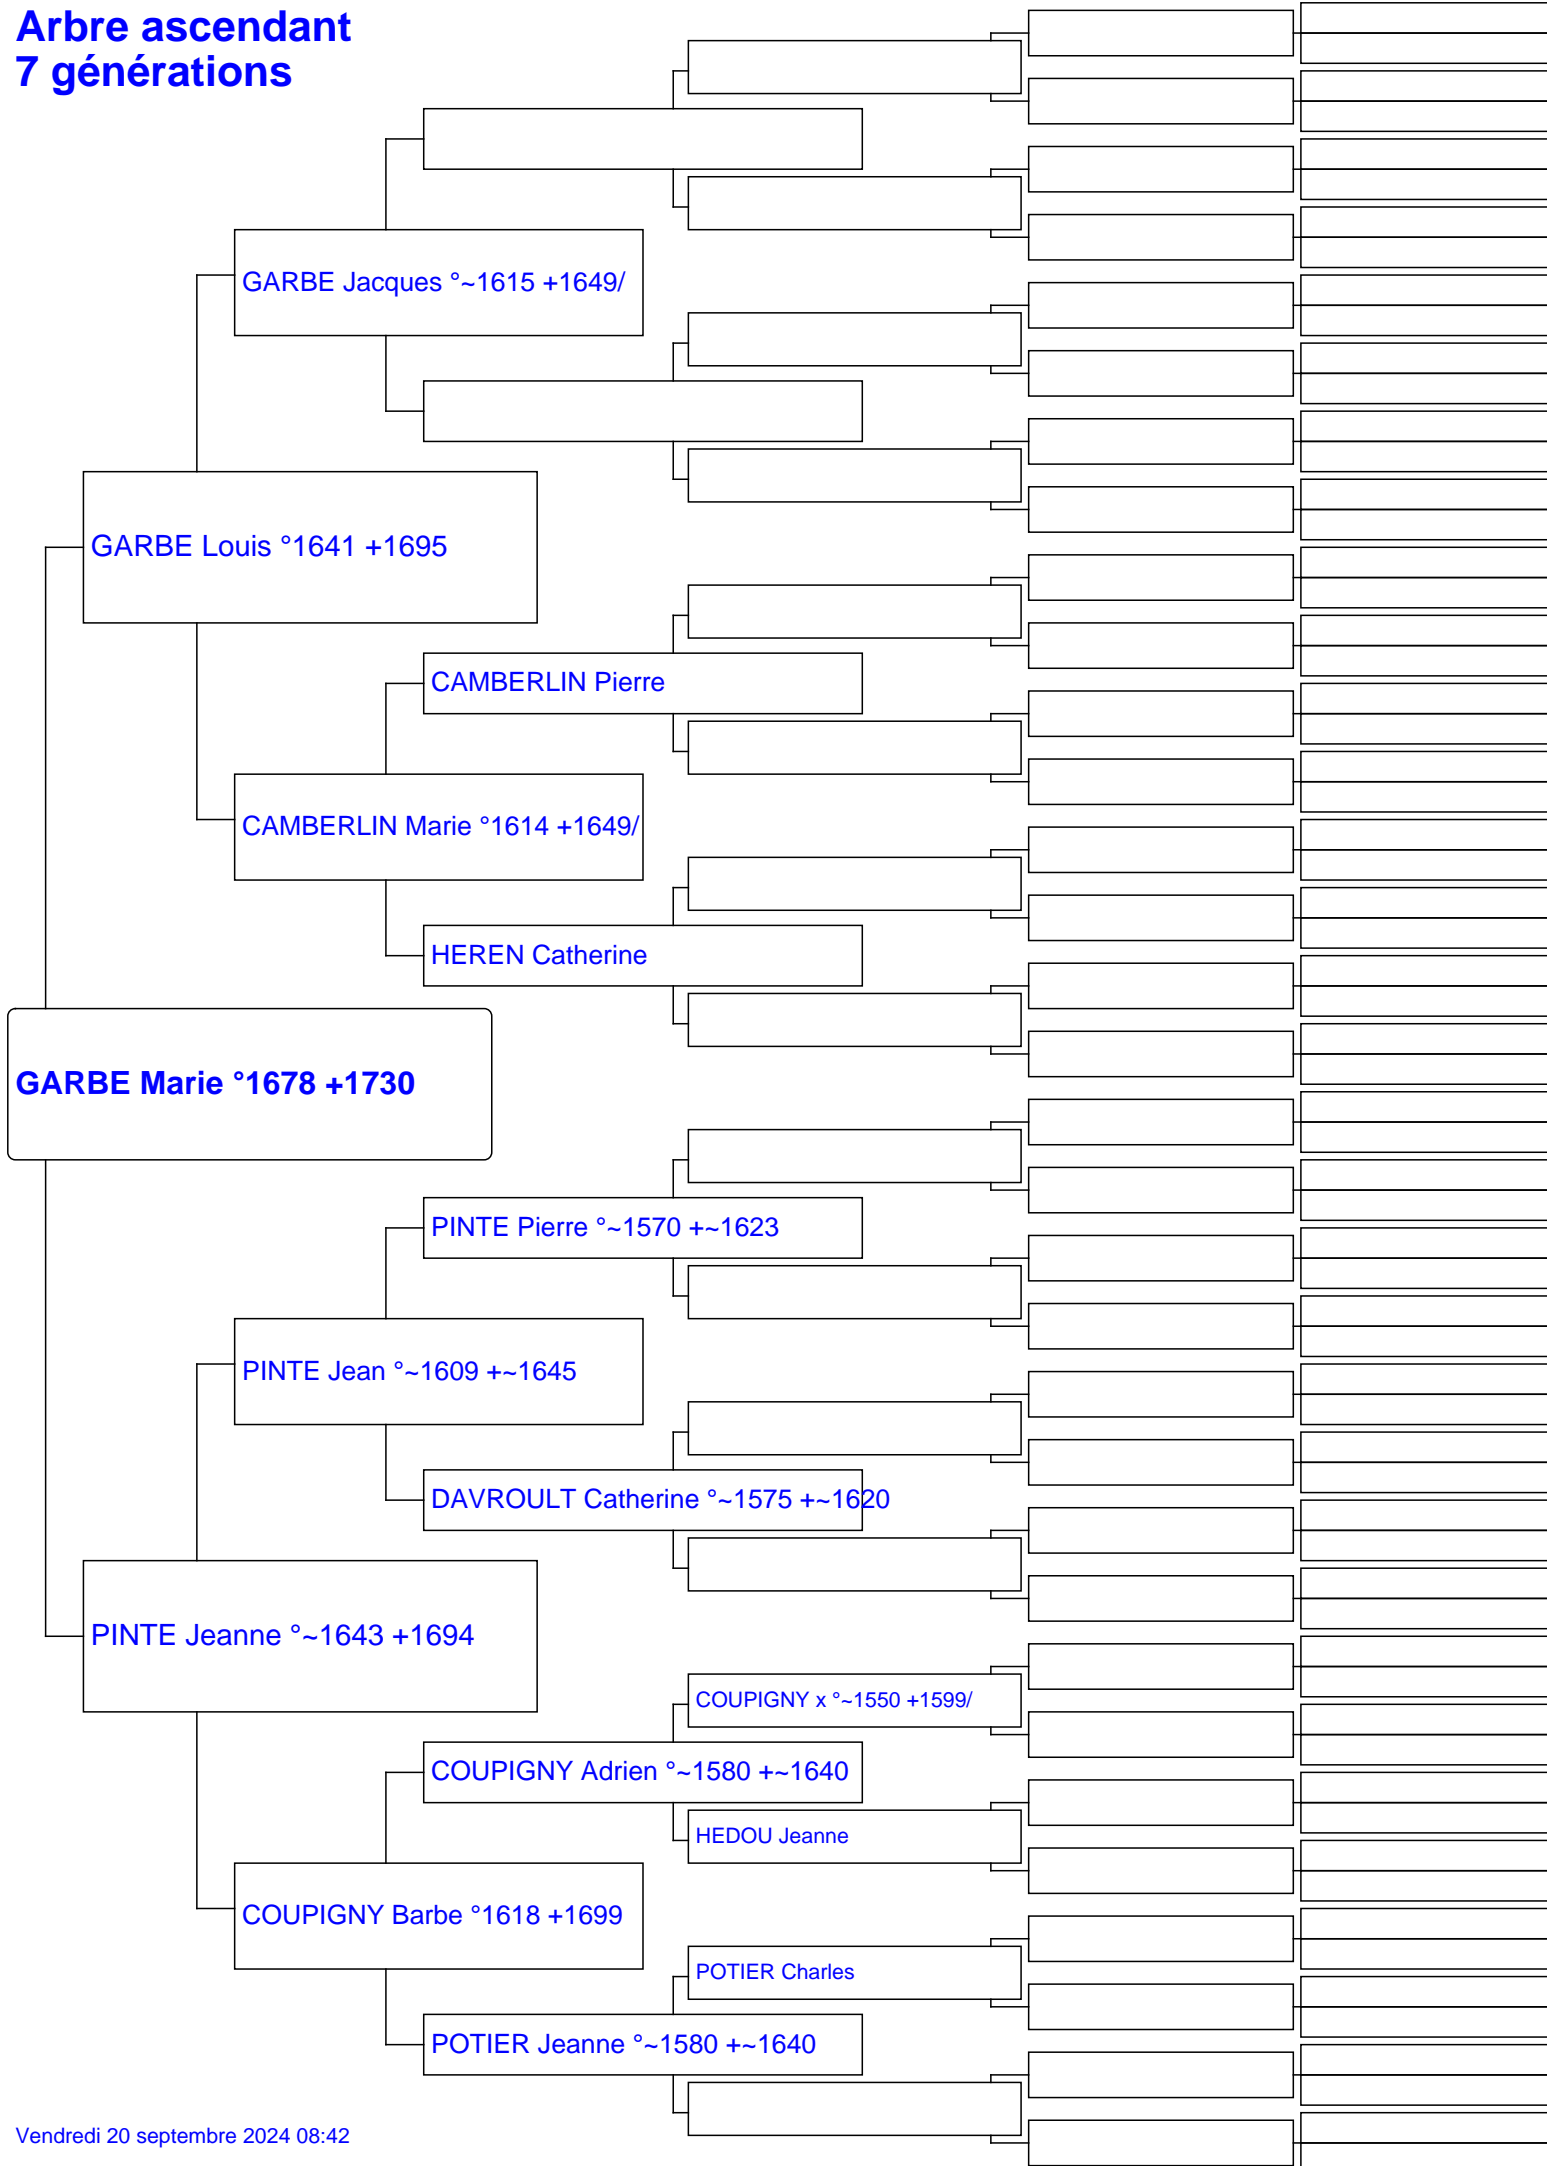 Arbre ascendant
7 générations
GARBE Jacques °~1615 +1649/
GARBE Louis °1641 +1695
CAMBERLIN Pierre
CAMBERLIN Marie °1614 +1649/
HEREN Catherine
GARBE Marie °1678 +1730
PINTE Pierre °~1570 +~1623
PINTE Jean °~1609 +~1645
DAVROULT Catherine °~1575 +~1620
PINTE Jeanne °~1643 +1694
COUPIGNY x °~1550 +1599/
COUPIGNY Adrien °~1580 +~1640
HEDOU Jeanne
COUPIGNY Barbe °1618 +1699
POTIER Charles
POTIER Jeanne °~1580 +~1640
Vendredi 20 septembre 2024 08:42